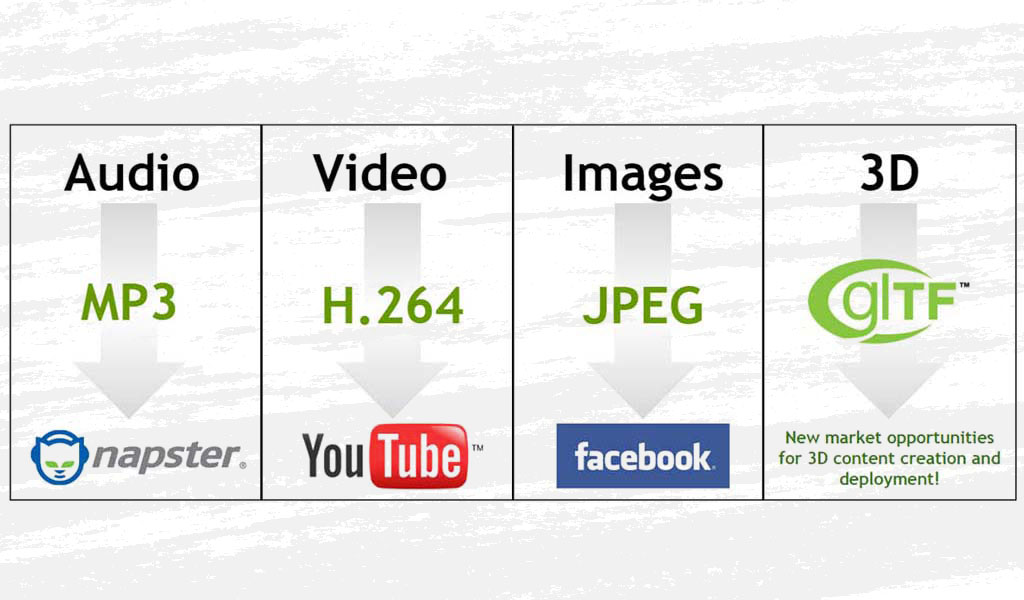 Audio
MP3
napster®
Video
H.264
YouTube™
Images
JPEG
facebook®
3D
glTF™
New market opportunities
for 3D content creation and
deployment!